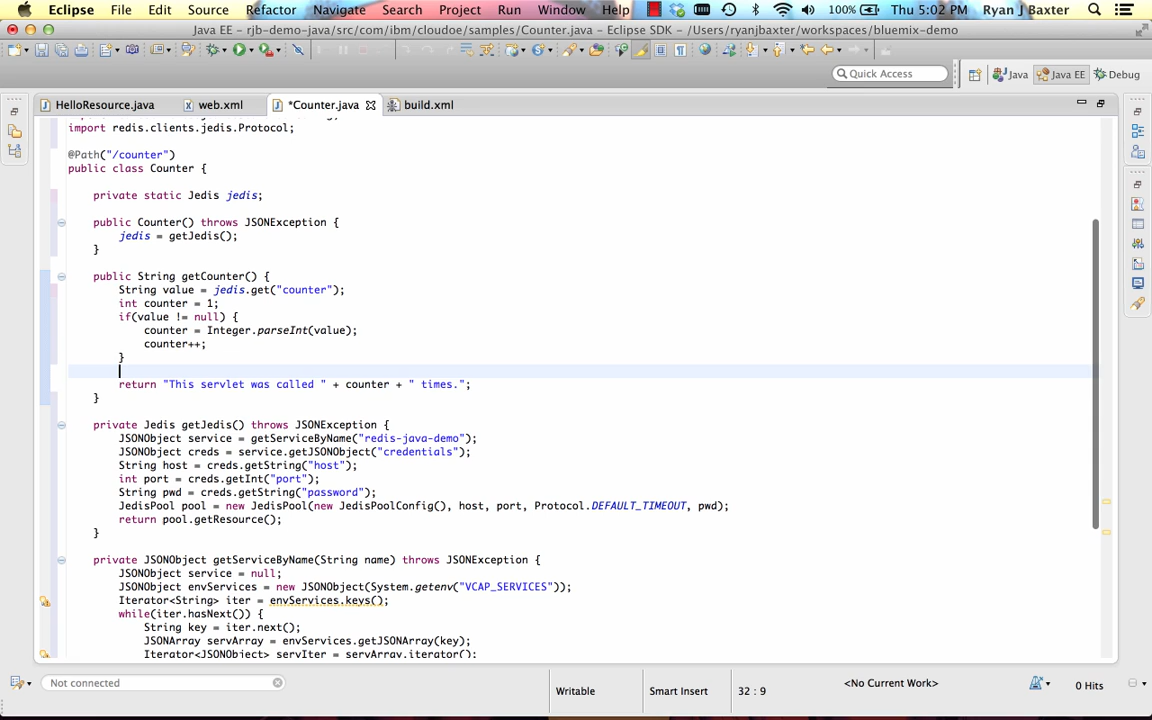 Eclipse File Edit Source Refactor Navigate Search Project Run Window Help 100% Thu 5:02 PM Ryan J Baxter
Java EE - rjb-demo-java/src/com/ibm/cloudoe/samples/Counter.java - Eclipse SDK - /Users/ryanjbaxter/workspaces/bluemix-demo
Quick Access Java Java EE Debug
HelloResource.java web.xml *Counter.java build.xml
import redis.clients.jedis.Protocol;
@Path("/counter")
public class Counter {
private static Jedis jedis;
public Counter() throws JSONException {
jedis = getJedis();
}
public String getCounter() {
String value = jedis.get("counter");
int counter = 1;
if(value != null) {
counter = Integer.parseInt(value);
counter++;
}
return "This servlet was called " + counter + " times.";
}
private Jedis getJedis() throws JSONException {
JSONObject service = getServiceByName("redis-java-demo");
JSONObject creds = service.getJSONObject("credentials");
String host = creds.getString("host");
int port = creds.getInt("port");
String pwd = creds.getString("password");
JedisPool pool = new JedisPool(new JedisPoolConfig(), host, port, Protocol.DEFAULT_TIMEOUT, pwd);
return pool.getResource();
}
private JSONObject getServiceByName(String name) throws JSONException {
JSONObject service = null;
JSONObject envServices = new JSONObject(System.getenv("VCAP_SERVICES"));
Iterator<String> iter = envServices.keys();
while(iter.hasNext()) {
String key = iter.next();
JSONArray servArray = envServices.getJSONArray(key);
Iterator<JSONObject> servIter = servArray.iterator();
Not connected Writable Smart Insert 32 : 9 <No Current Work> 0 Hits